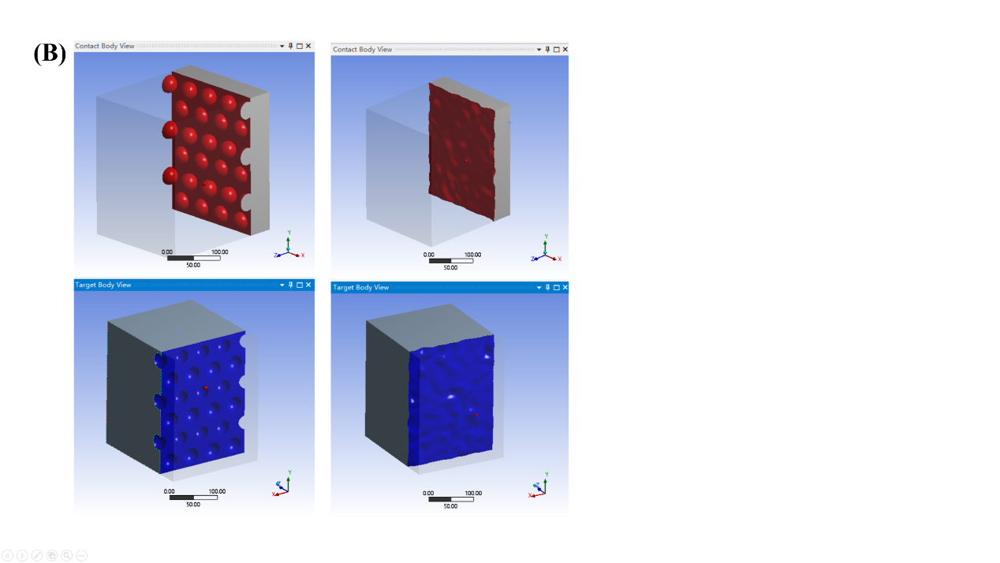 (B)
Contact Body View
Contact Body View
Y
Z
X
0.00
100.00
50.00
Y
Z
X
0.00
100.00
50.00
Target Body View
Target Body View
Y
Z
X
0.00
100.00
50.00
Y
Z
X
0.00
100.00
50.00